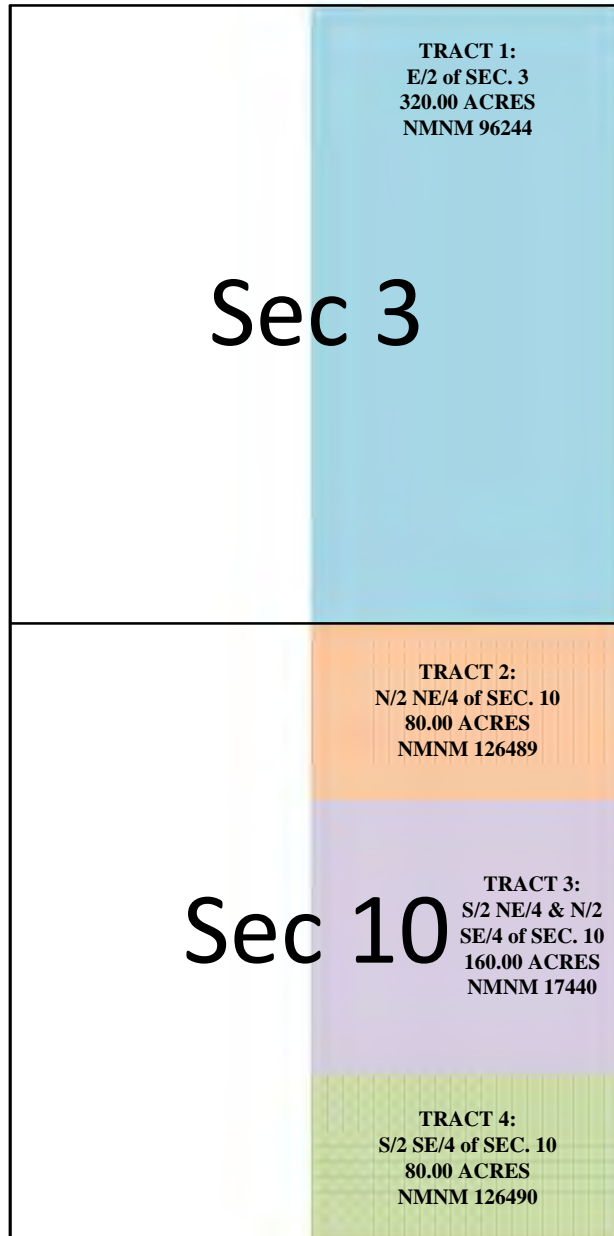 TRACT 1:
E/2 of SEC. 3
320.00 ACRES
NMNM 96244
Sec 3
TRACT 2:
N/2 NE/4 of SEC. 10
80.00 ACRES
NMNM 126489
Sec 10
TRACT 3:
S/2 NE/4 & N/2
SE/4 of SEC. 10
160.00 ACRES
NMNM 17440
TRACT 4:
S/2 SE/4 of SEC. 10
80.00 ACRES
NMNM 126490